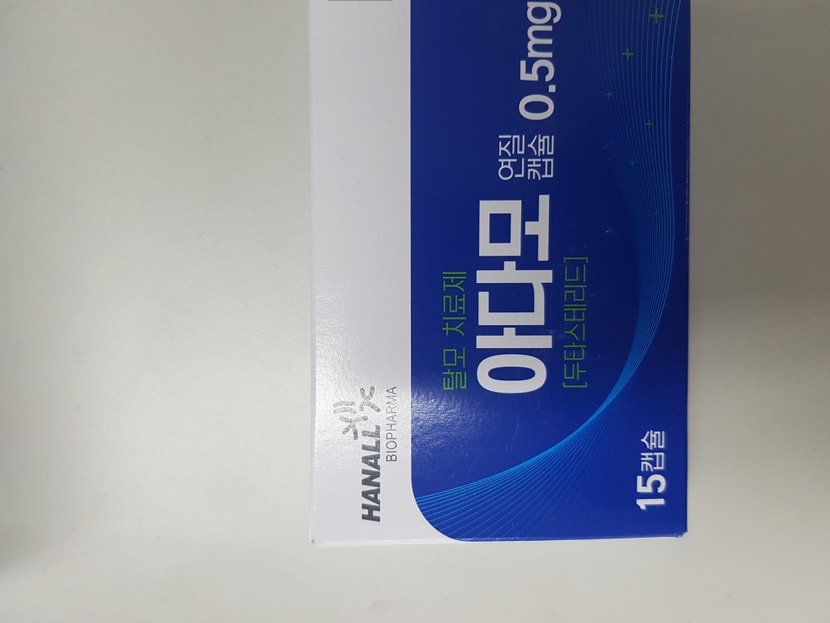 HANALL
BIOPHARMA
탈모 치료제
아다모 연질
캡슐 0.5mg
[두타스테리드]
15캡슐